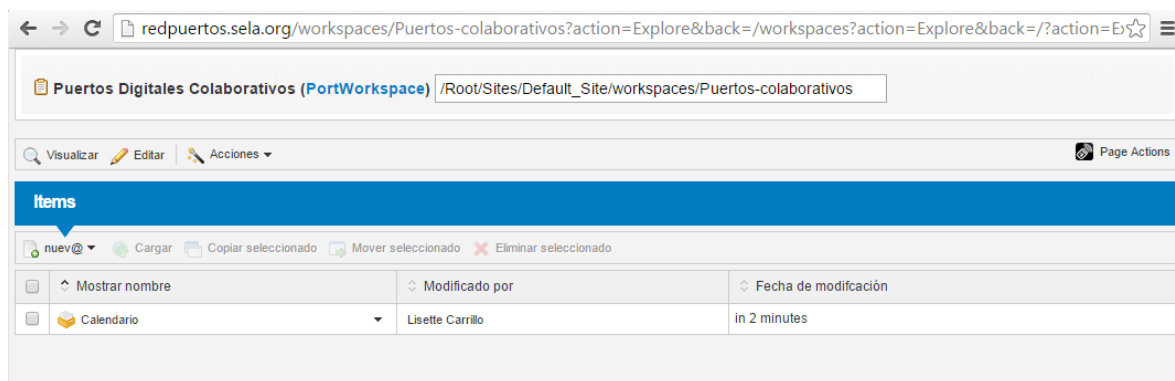 redpuertos.sela.org/workspaces/Puertos-colaborativos?action=Explore&back=/workspaces?action=Explore&back=/?action=Ex
Puertos Digitales Colaborativos (PortWorkspace) /Root/Sites/Default_Site/workspaces/Puertos-colaborativos
Visualizar Editar Acciones Page Actions
Items
nuev@ Cargar Copiar seleccionado Mover seleccionado Eliminar seleccionado
Mostrar nombre Modificado por Fecha de modifcación
Calendario Lisette Carrillo in 2 minutes